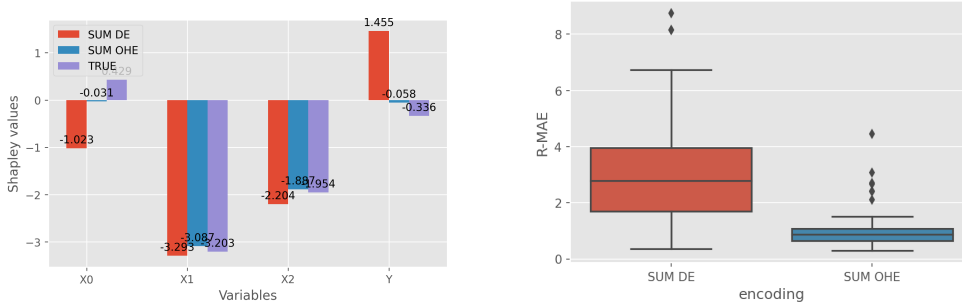 1.455
SUM DE
SUM OHE
TRUE
0.429
-0.031
-0.058
-0.336
-1.023
-1.887
-1.954
-2.204
-3.087
-3.203
-3.293
1
0
−1
−2
−3
Shapley values
X0 X1 X2 Y
Variables
8
6
4
2
0
R-MAE
SUM DE SUM OHE
encoding